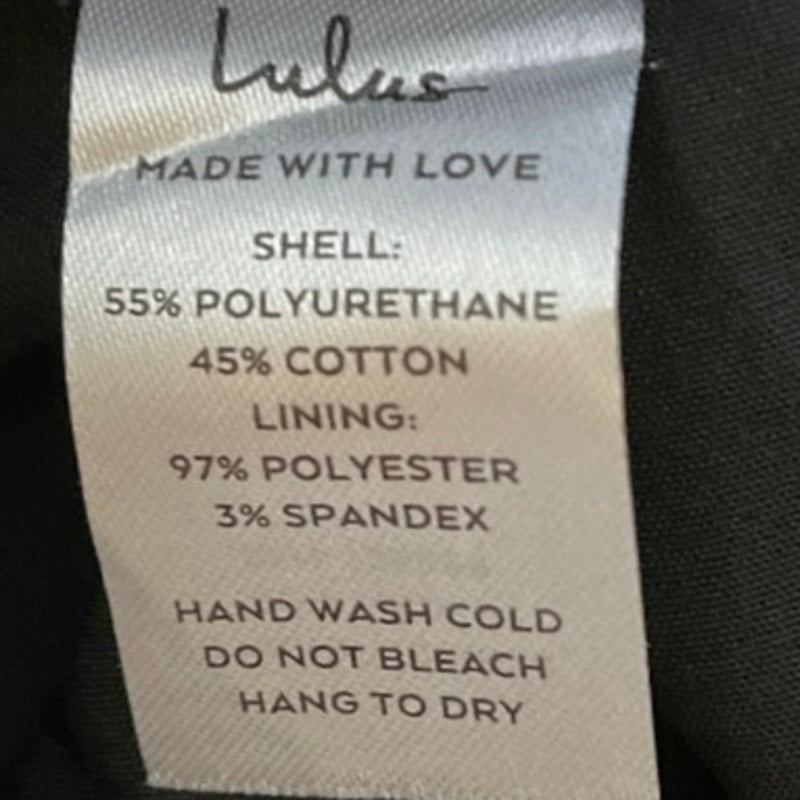 Lulus
MADE WITH LOVE
SHELL:
55% POLYURETHANE
45% COTTON
LINING:
97% POLYESTER
3% SPANDEX
HAND WASH COLD
DO NOT BLEACH
HANG TO DRY